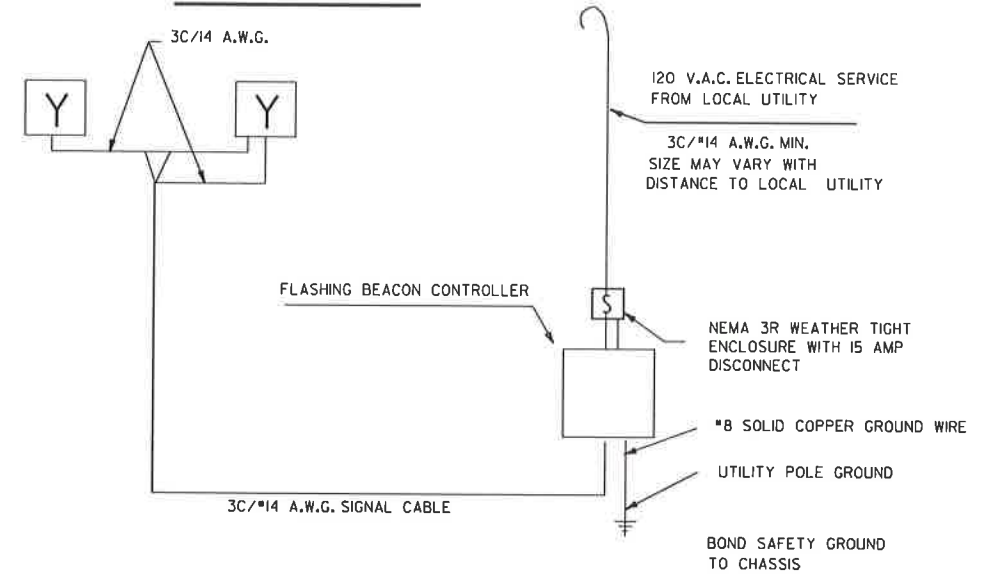 3C/14 A.W.G.
Y
Y
120 V.A.C. ELECTRICAL SERVICE
FROM LOCAL UTILITY
3C/#14 A.W.G. MIN.
SIZE MAY VARY WITH
DISTANCE TO LOCAL UTILITY
FLASHING BEACON CONTROLLER
S
NEMA 3R WEATHER TIGHT
ENCLOSURE WITH 15 AMP
DISCONNECT
#8 SOLID COPPER GROUND WIRE
UTILITY POLE GROUND
3C/#14 A.W.G. SIGNAL CABLE
BOND SAFETY GROUND
TO CHASSIS